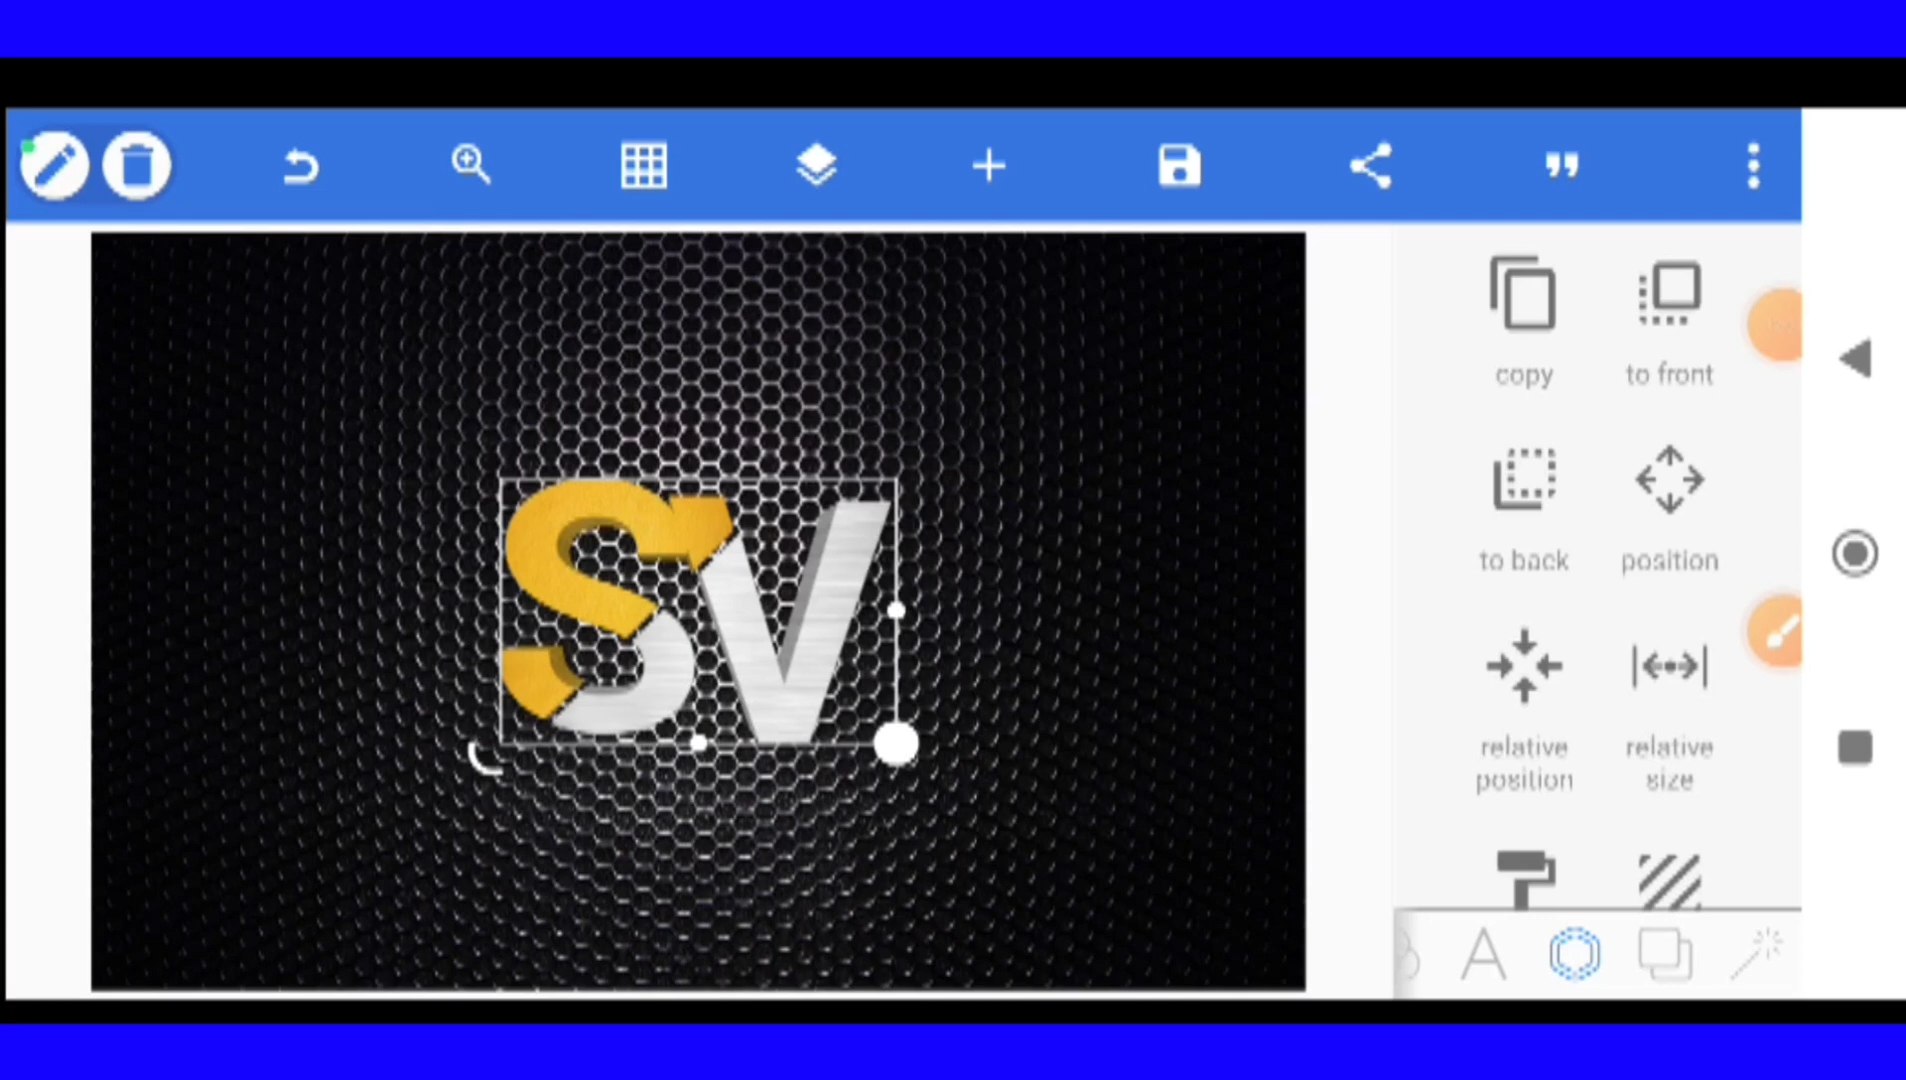 copy
to front
to back
position
relative
position
relative
size
SV
A